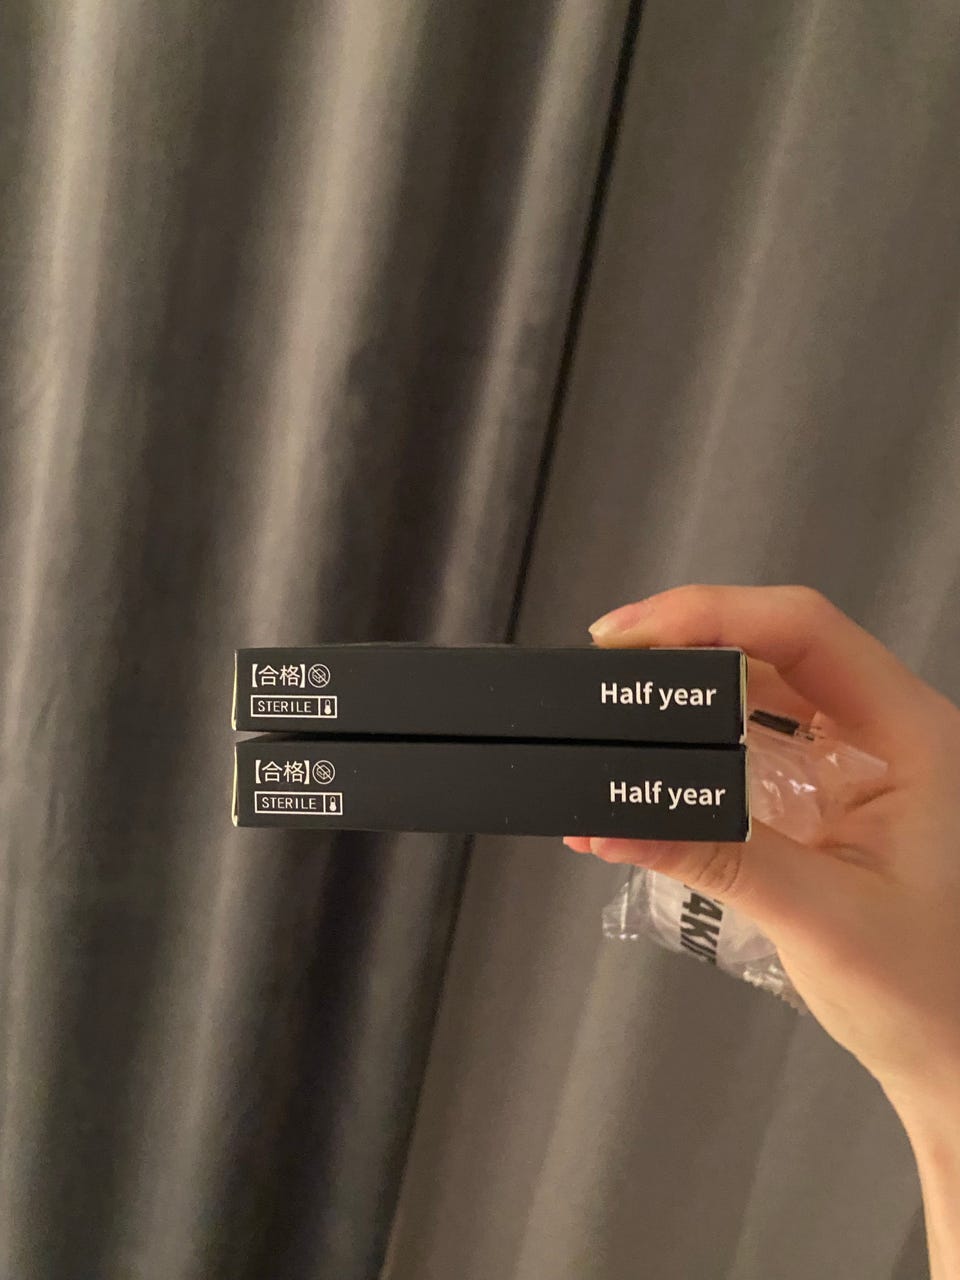 【合格】
STERILE
Half year
【合格】
STERILE
Half year